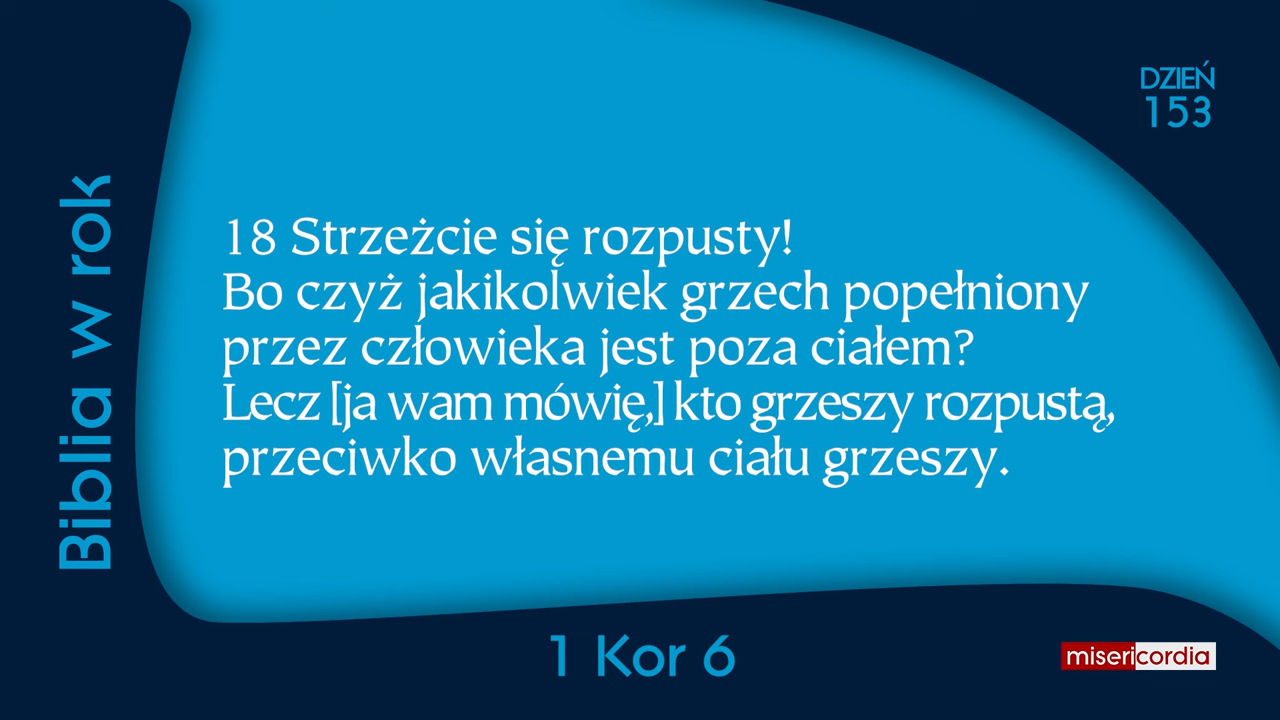 DZIEŃ
153
Biblia w rok
18 Strzeżcie się rozpusty!
Bo czyż jakikolwiek grzech popełniony
przez człowieka jest poza ciałem?
Lecz [ja wam mówię,] kto grzeszy rozpustą,
przeciwko własnemu ciału grzeszy.
1 Kor 6
misericordia